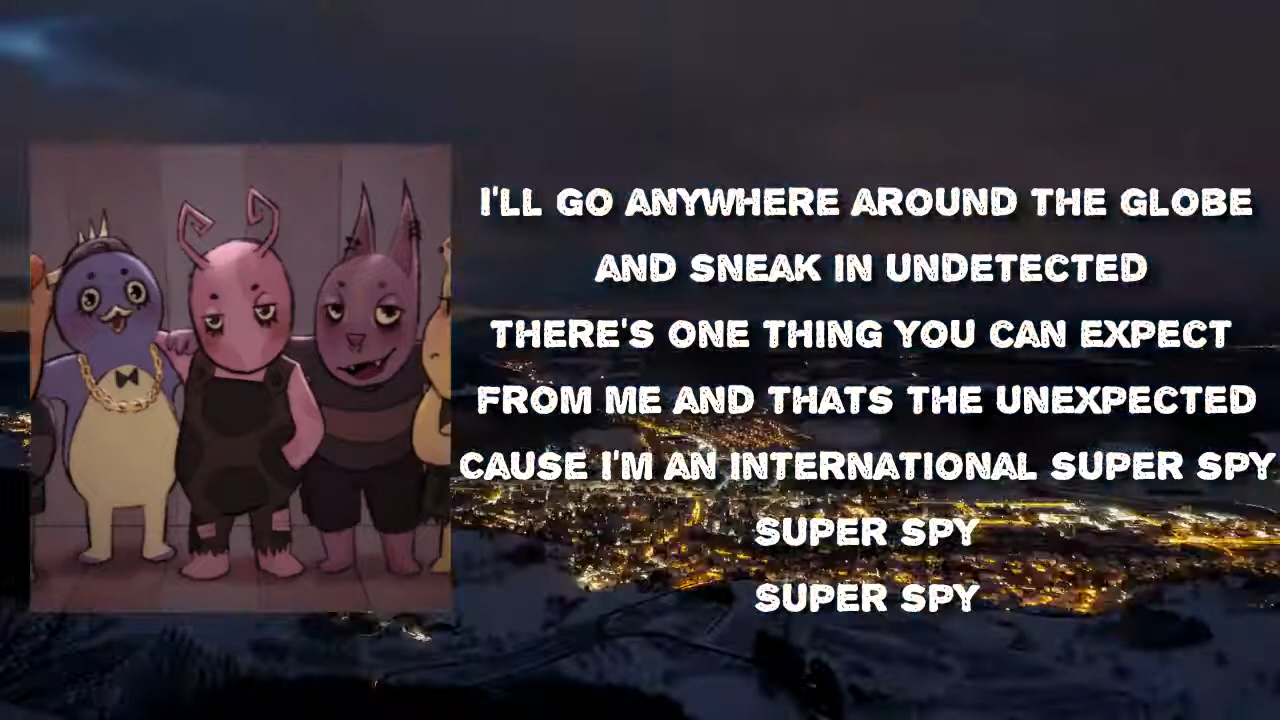 I'LL GO ANYWHERE AROUND THE GLOBE
AND SNEAK IN UNDETECTED
THERE'S ONE THING YOU CAN EXPECT
FROM ME AND THATS THE UNEXPECTED
CAUSE I'M AN INTERNATIONAL SUPER SPY
SUPER SPY
SUPER SPY